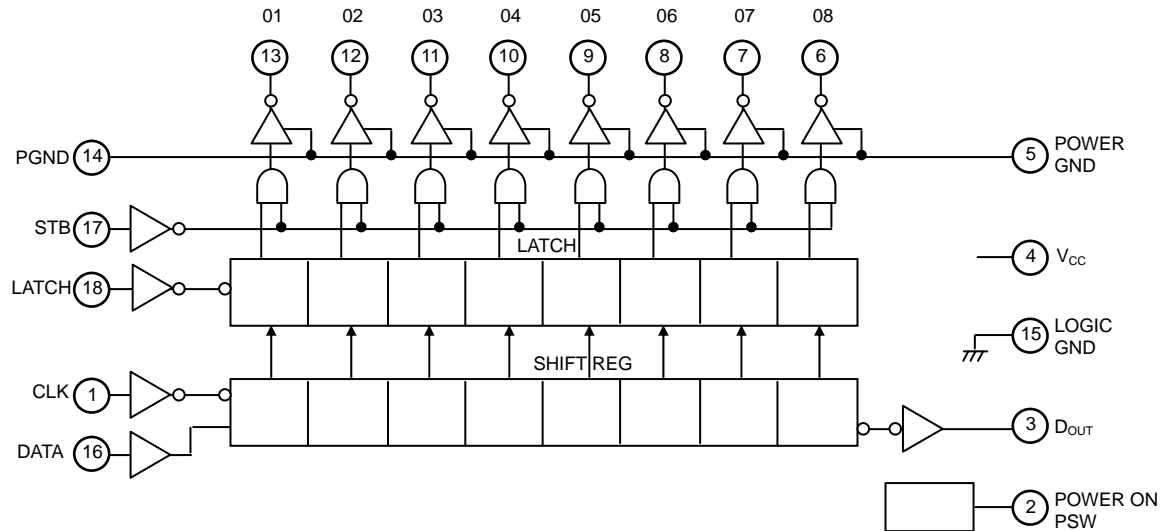 01 02 03 04 05 06 07 08
13 12 11 10 9 8 7 6
PGND 14
5 POWER GND
STB 17
LATCH
4 VCC
LATCH 18
15 LOGIC GND
SHIFT REG
CLK 1
DATA 16
3 DOUT
2 POWER ON PSW